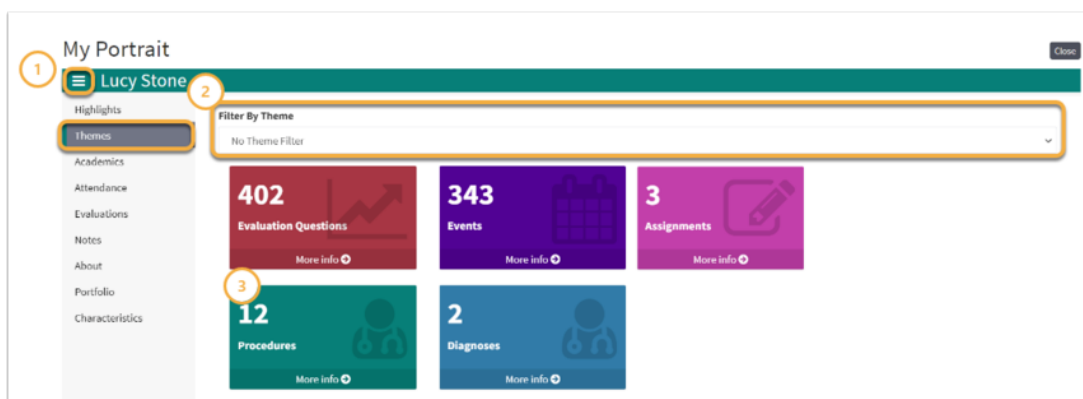 My Portrait
Close
1
Lucy Stone
2
Highlights
Themes
Academics
Attendance
Evaluations
Notes
About
Portfolio
Characteristics
Filter By Theme
No Theme Filter
402
Evaluation Questions
More info
343
Events
More info
3
Assignments
More info
3
12
Procedures
More info
2
Diagnoses
More info